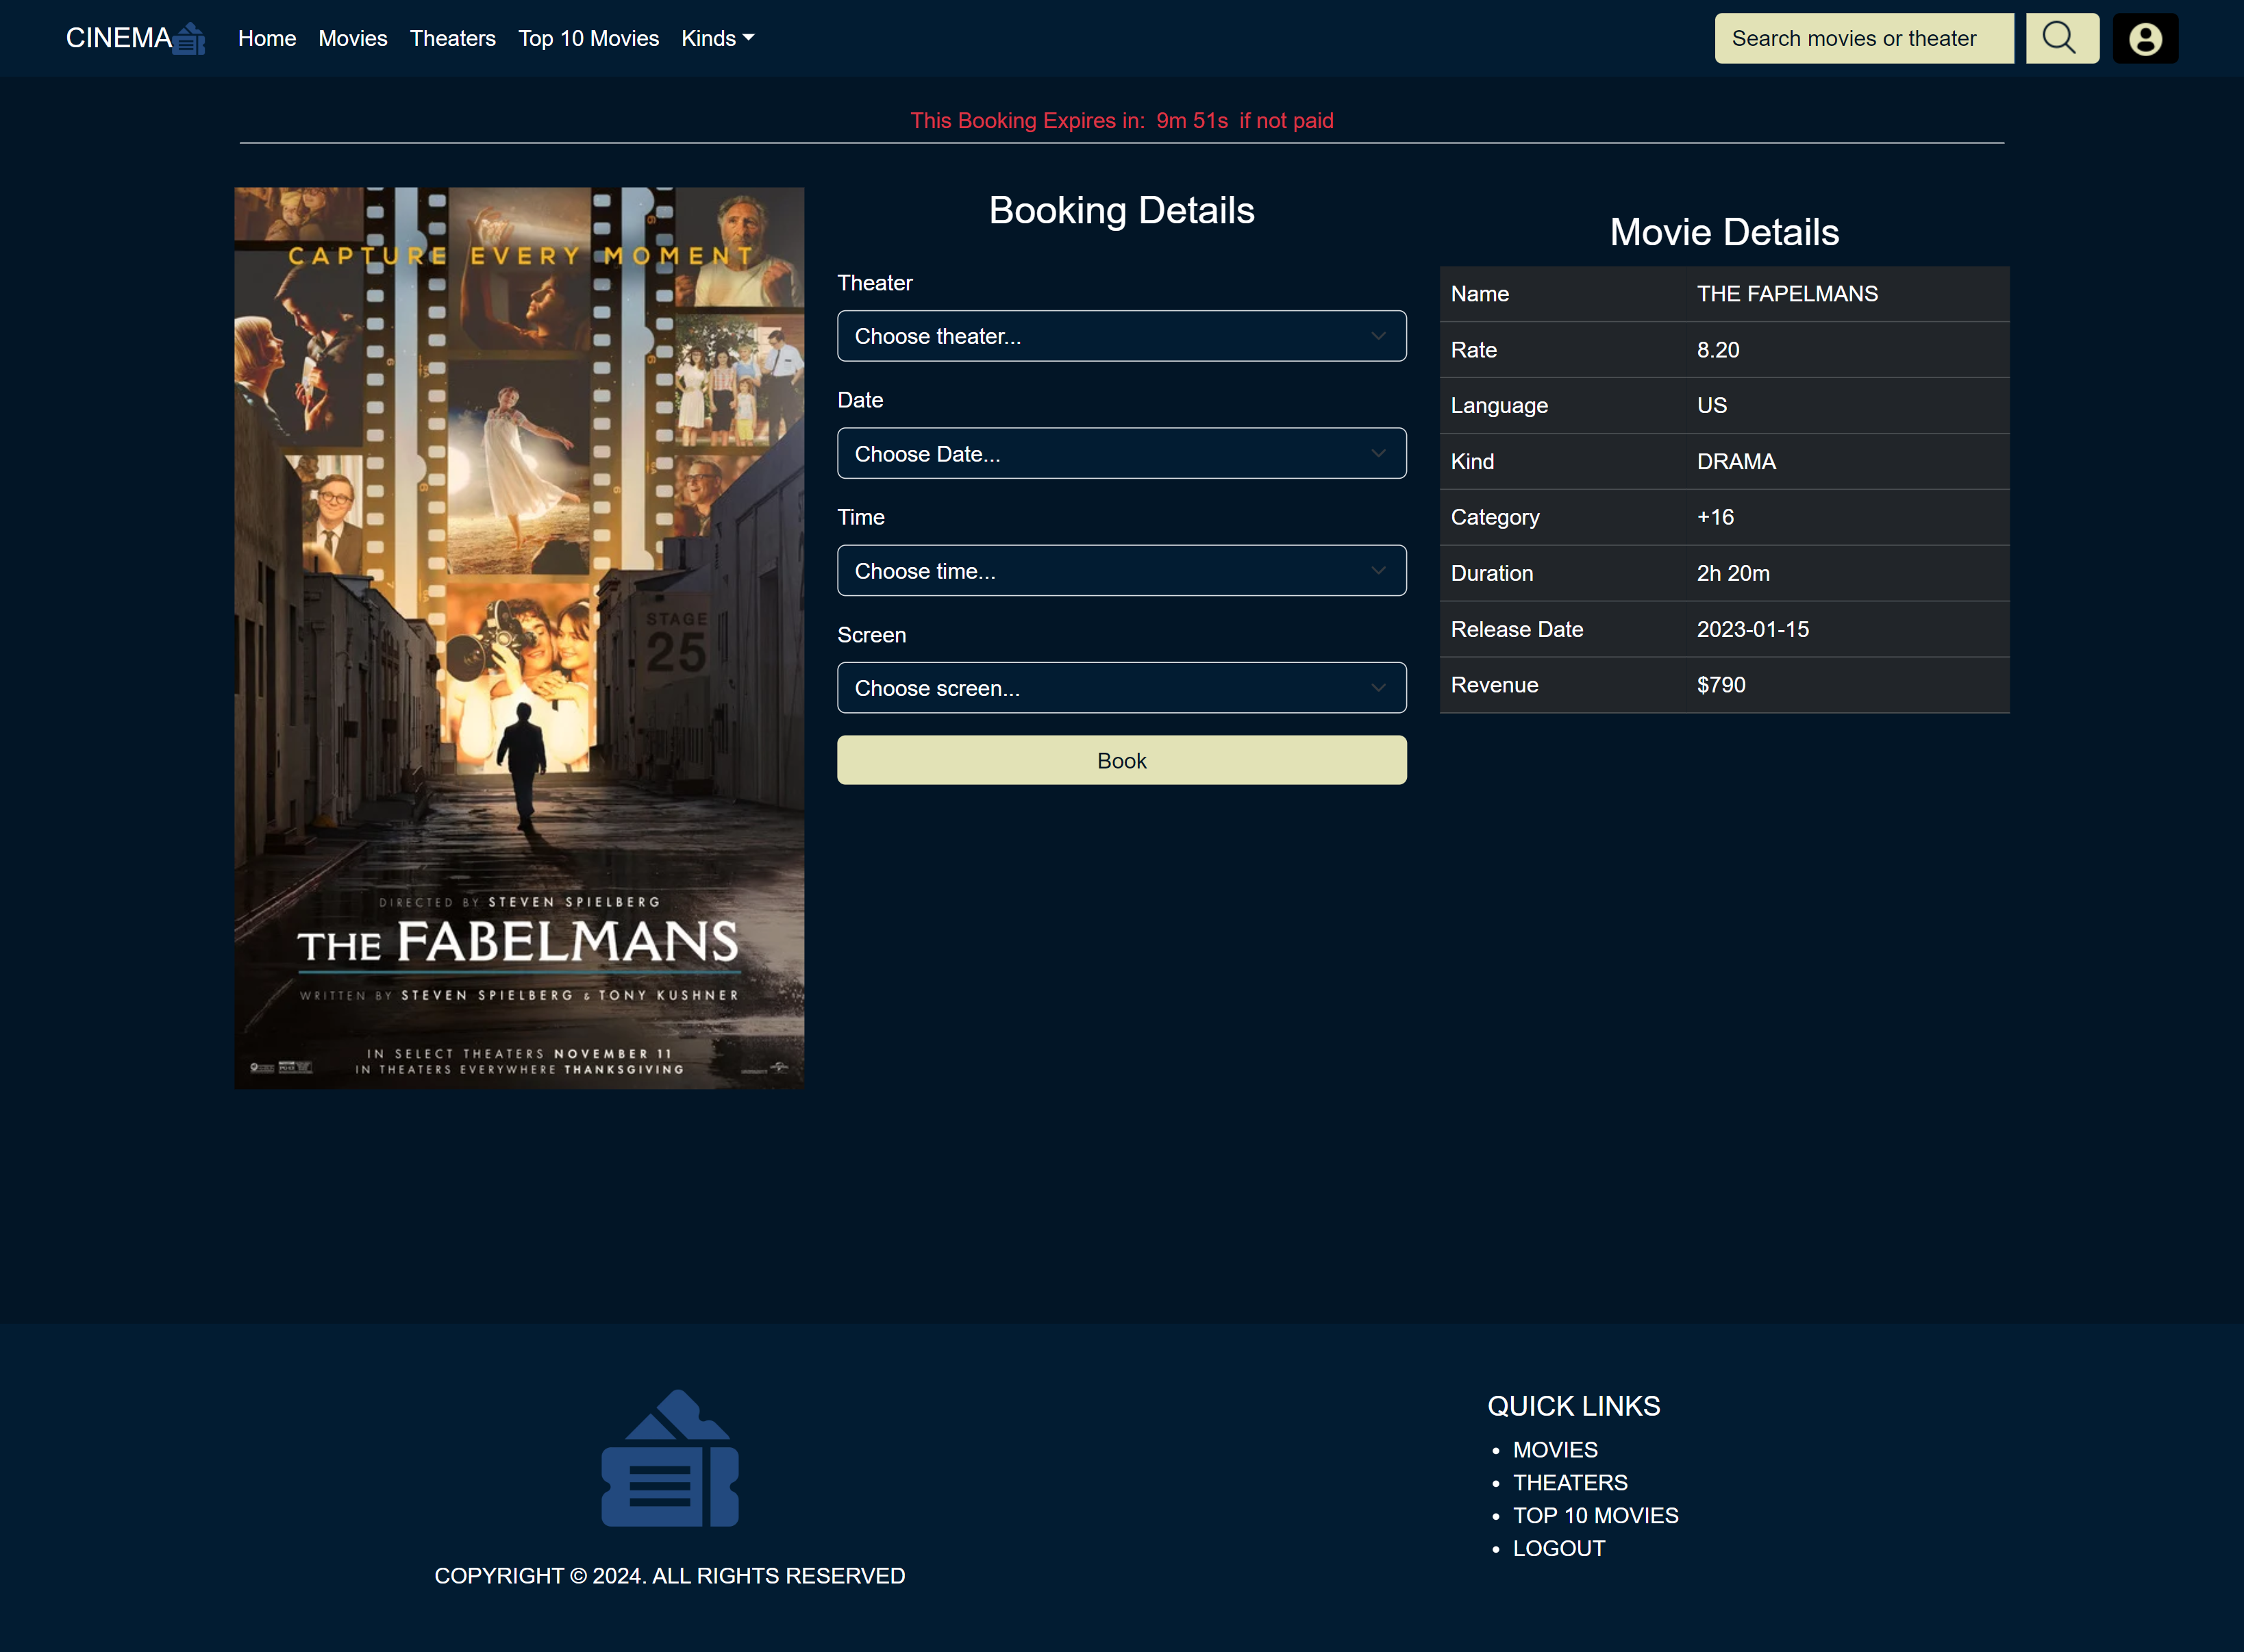 CINEMA
Home Movies Theaters Top 10 Movies Kinds
Search movies or theater
This Booking Expires in: 9m 51s if not paid
CAPTURE EVERY MOMENT
STAGE
25
DIRECTED BY STEVEN SPIELBERG
THE FABELMANS
WRITTEN BY STEVEN SPIELBERG & TONY KUSHNER
IN SELECT THEATERS NOVEMBER 11
IN THEATERS EVERYWHERE THANKSGIVING
Booking Details
Theater
Choose theater...
Date
Choose Date...
Time
Choose time...
Screen
Choose screen...
Book
Movie Details
Name THE FAPELMANS
Rate 8.20
Language US
Kind DRAMA
Category +16
Duration 2h 20m
Release Date 2023-01-15
Revenue $790
COPYRIGHT © 2024. ALL RIGHTS RESERVED
QUICK LINKS
• MOVIES
• THEATERS
• TOP 10 MOVIES
• LOGOUT